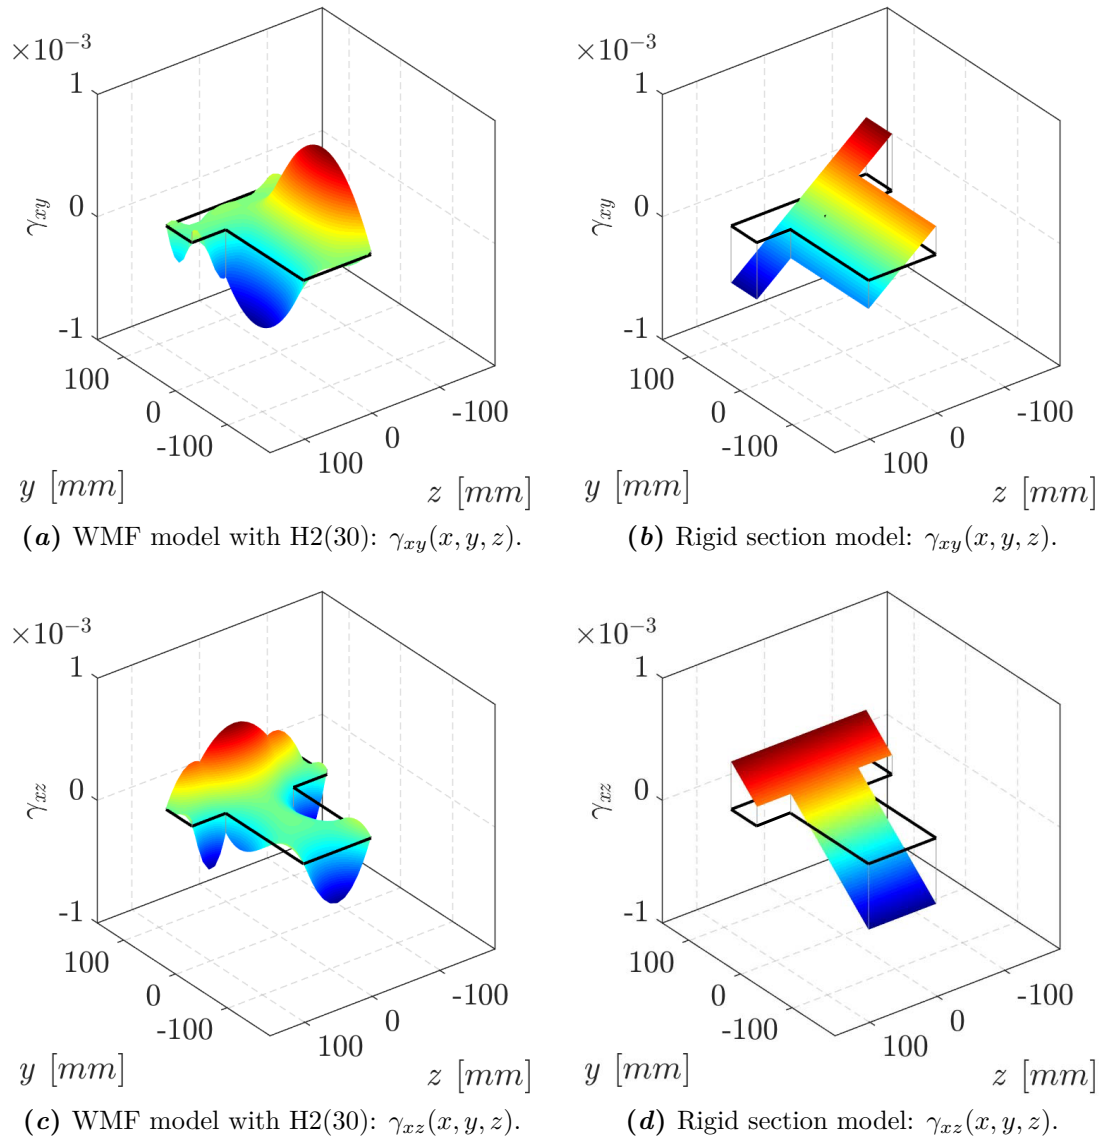 ×10⁻³ ×10⁻³
1 1
γxy 0 γxy 0
-1 -1
100 100
0 -100 0 -100
-100 0 -100 0
100 100
y [mm] z [mm] y [mm] z [mm]
(a) WMF model with H2(30): γxy(x, y, z). (b) Rigid section model: γxy(x, y, z).
×10⁻³ ×10⁻³
1 1
γxz 0 γxz 0
-1 -1
100 100
0 -100 0 -100
-100 0 -100 0
100 100
y [mm] z [mm] y [mm] z [mm]
(c) WMF model with H2(30): γxz(x, y, z). (d) Rigid section model: γxz(x, y, z).